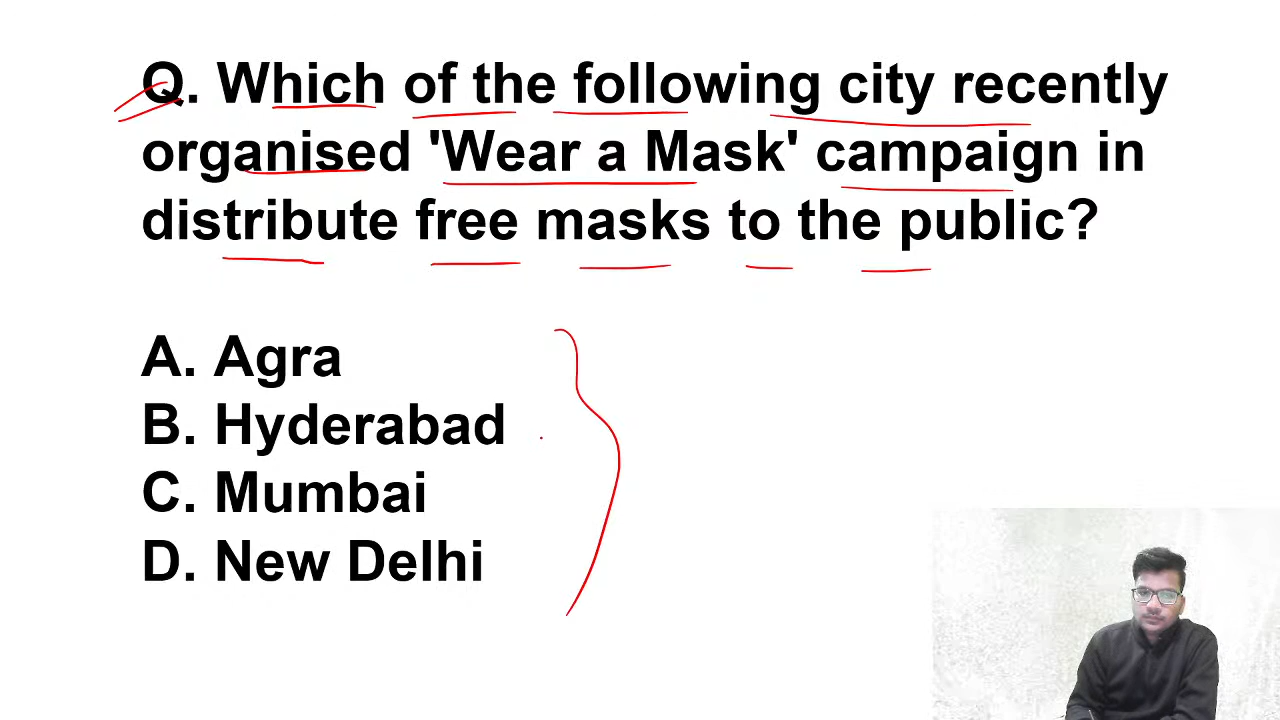 Q. Which of the following city recently
organised 'Wear a Mask' campaign in
distribute free masks to the public?
A. Agra
B. Hyderabad
C. Mumbai
D. New Delhi